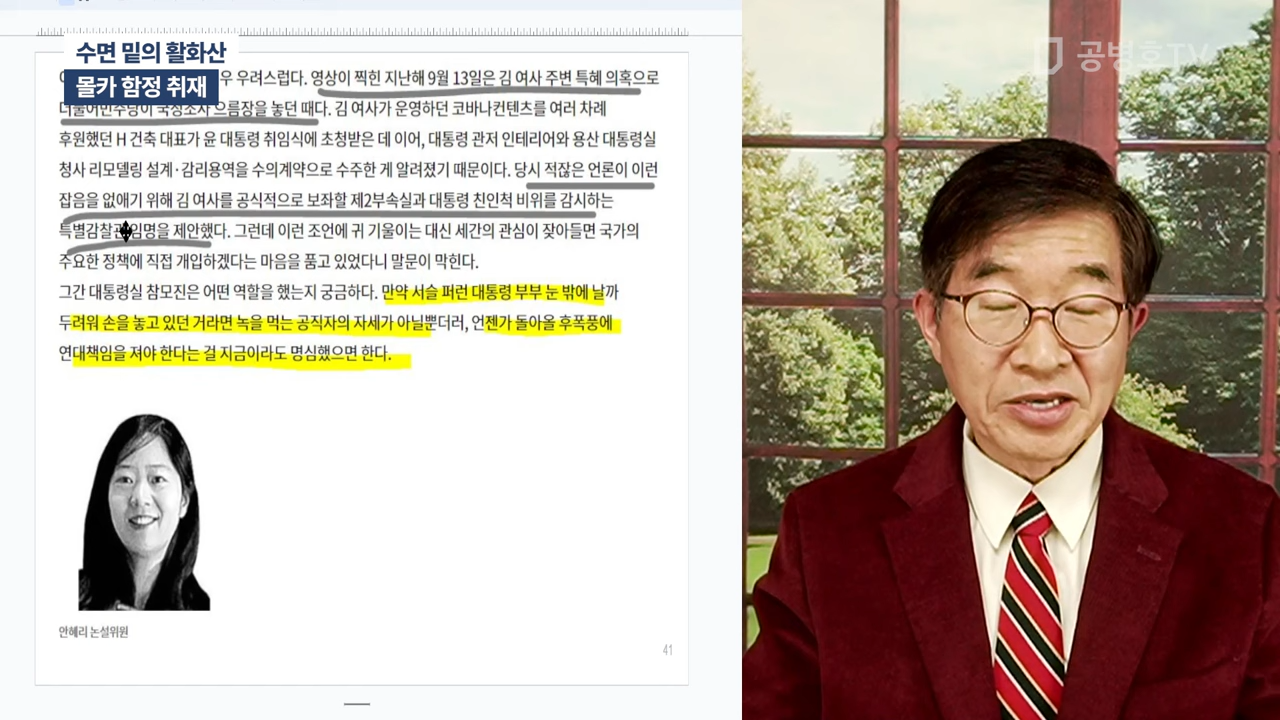 수면 밑의 활화산
몰카 함정 취재
공병호TV
우려스럽다. 영상이 찍힌 지난해 9월 13일은 김 여사 주변 특혜 의혹으로
더불어민주당이 국정조사 으름장을 놓던 때다. 김 여사가 운영하던 코바나컨텐츠를 여러 차례
후원했던 H 건축 대표가 윤 대통령 취임식에 초청받은 데 이어, 대통령 관저 인테리어와 용산 대통령실
청사 리모델링 설계·감리용역을 수의계약으로 수주한 게 알려졌기 때문이다. 당시 적잖은 언론이 이런
잡음을 없애기 위해 김 여사를 공식적으로 보좌할 제2부속실과 대통령 친인척 비위를 감시하는
특별감찰관 임명을 제안했다. 그런데 이런 조언에 귀 기울이는 대신 세간의 관심이 잦아들면 국가의
주요한 정책에 직접 개입하겠다는 마음을 품고 있었다니 말문이 막힌다.
그간 대통령실 참모진은 어떤 역할을 했는지 궁금하다. 만약 서슬 퍼런 대통령 부부 눈 밖에 날까
두려워 손을 놓고 있던 거라면 녹을 먹는 공직자의 자세가 아닐뿐더러, 언젠가 돌아올 후폭풍에
연대책임을 져야 한다는 걸 지금이라도 명심했으면 한다.
안혜리 논설위원
41